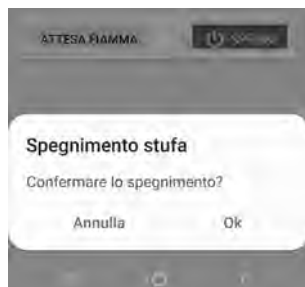 ATTESA FIAMMA
Spegnimento stufa
Confermare lo spegnimento?
Annulla
Ok